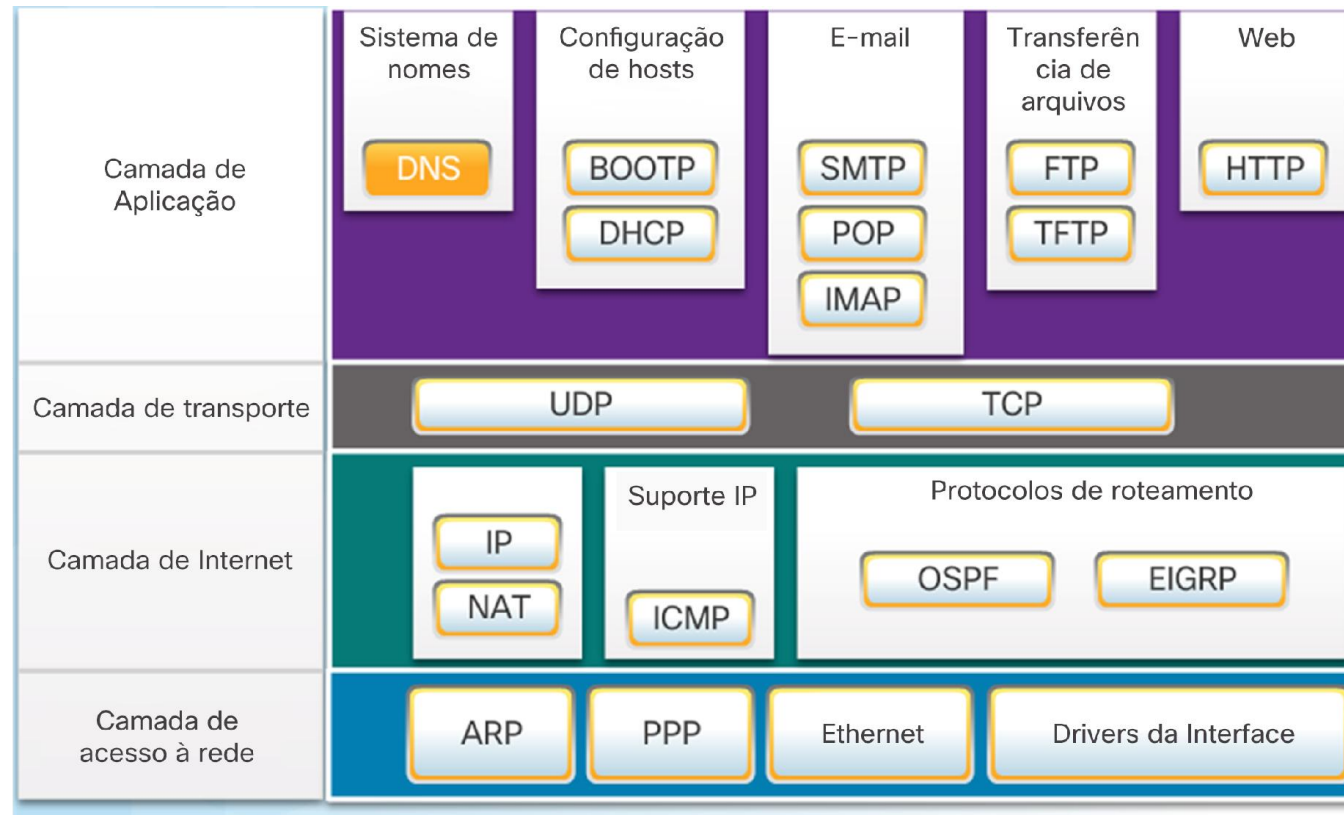 Camada de
Aplicação
Sistema de
nomes
DNS
Configuração
de hosts
BOOTP
DHCP
E-mail
SMTP
POP
IMAP
Transferên
cia de
arquivos
FTP
TFTP
Web
HTTP
Camada de transporte
UDP
TCP
Camada de Internet
IP
NAT
Suporte IP
ICMP
Protocolos de roteamento
OSPF
EIGRP
Camada de
acesso à rede
ARP
PPP
Ethernet
Drivers da Interface